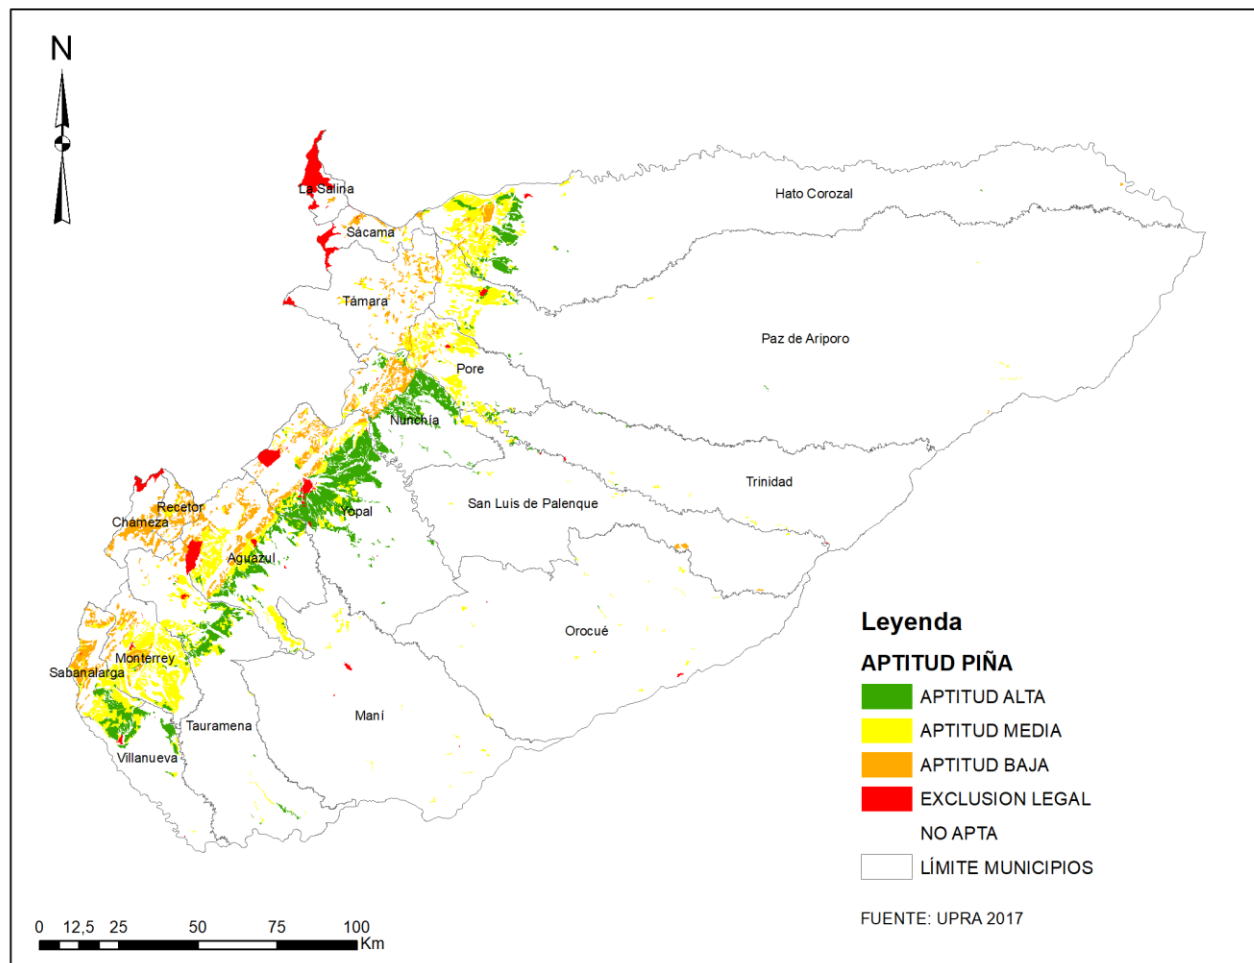 N
La Salina
Hato Corozal
Sácama
Támara
Paz de Ariporo
Pore
Nunchía
Trinidad
San Luis de Palenque
Recetor
Yopal
Chámeza
Aguazul
Orocué
Monterrey
Sabanalarga
Maní
Tauramena
Villanueva
Leyenda
APTITUD PIÑA
APTITUD ALTA
APTITUD MEDIA
APTITUD BAJA
EXCLUSION LEGAL
NO APTA
LÍMITE MUNICIPIOS
FUENTE: UPRA 2017
0 12,5 25 50 75 100
Km